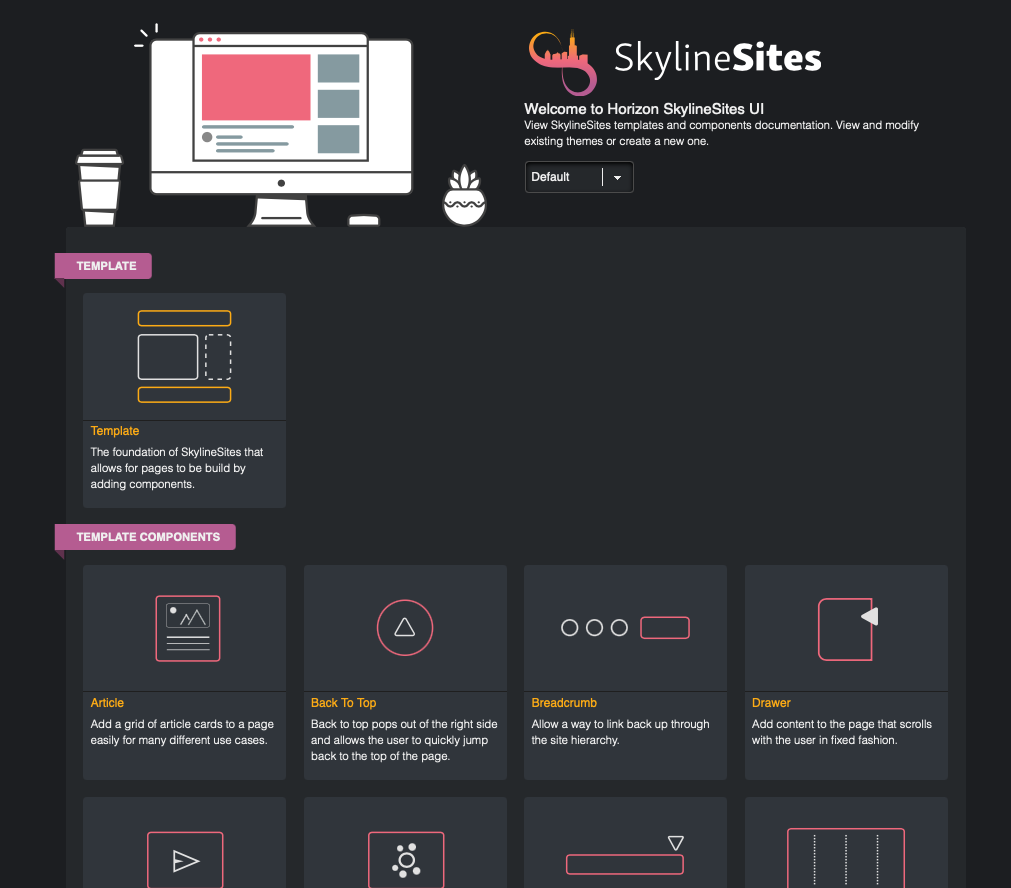 SkylineSites
Welcome to Horizon SkylineSites UI
View SkylineSites templates and components documentation. View and modify
existing themes or create a new one.
Default
TEMPLATE
Template
The foundation of SkylineSites that
allows for pages to be build by
adding components.
TEMPLATE COMPONENTS
Article
Add a grid of article cards to a page
easily for many different use cases.
Back To Top
Back to top pops out of the right side
and allows the user to quickly jump
back to the top of the page.
Breadcrumb
Allow a way to link back up through
the site hierarchy.
Drawer
Add content to the page that scrolls
with the user in fixed fashion.